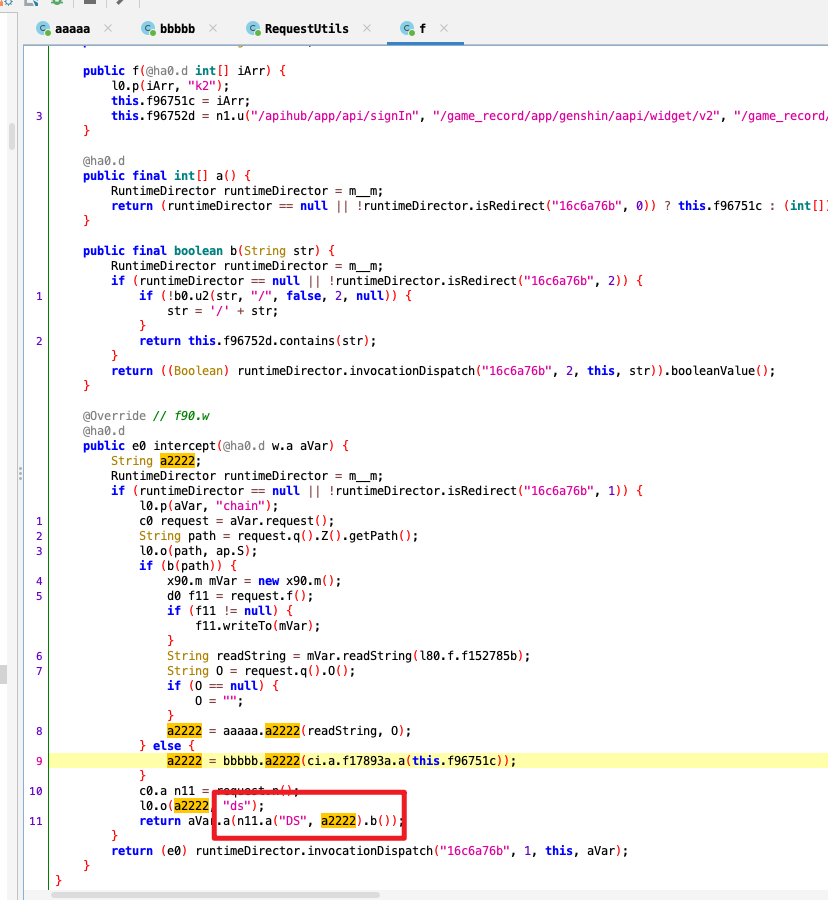 aaaaa
bbbbb
RequestUtils
f
public f(@ha0.d int[] iArr) {
l0.p(iArr, "k2");
this.f96751c = iArr;
3 this.f96752d = n1.u("/apihub/app/api/signIn", "/game_record/app/genshin/aapi/widget/v2", "/game_record/
}
@ha0.d
public final int[] a() {
RuntimeDirector runtimeDirector = m__m;
return (runtimeDirector == null || !runtimeDirector.isRedirect("16c6a76b", 0)) ? this.f96751c : (int[]
}
public final boolean b(String str) {
RuntimeDirector runtimeDirector = m__m;
if (runtimeDirector == null || !runtimeDirector.isRedirect("16c6a76b", 2)) {
1 if (!b0.u2(str, "/", false, 2, null)) {
str = '/' + str;
}
2 return this.f96752d.contains(str);
}
return ((Boolean) runtimeDirector.invocationDispatch("16c6a76b", 2, this, str)).booleanValue();
}
@Override // f90.w
@ha0.d
public e0 intercept(@ha0.d w.a aVar) {
String a2222;
RuntimeDirector runtimeDirector = m__m;
if (runtimeDirector == null || !runtimeDirector.isRedirect("16c6a76b", 1)) {
l0.p(aVar, "chain");
1 c0 request = aVar.request();
2 String path = request.q().Z().getPath();
3 l0.o(path, ap.S);
if (b(path)) {
4 x90.m mVar = new x90.m();
5 d0 f11 = request.f();
if (f11 != null) {
f11.writeTo(mVar);
}
6 String readString = mVar.readString(l80.f.f152785b);
7 String O = request.q().O();
if (O == null) {
O = "";
}
8 a2222 = aaaaa.a2222(readString, O);
} else {
9 a2222 = bbbbb.a2222(ci.a.f17893a.a(this.f96751c));
}
10 c0.a n11 = request.n();
l0.o(a2222, "ds");
11 return aVar.a(n11.a("DS", a2222).b());
}
return (e0) runtimeDirector.invocationDispatch("16c6a76b", 1, this, aVar);
}
}